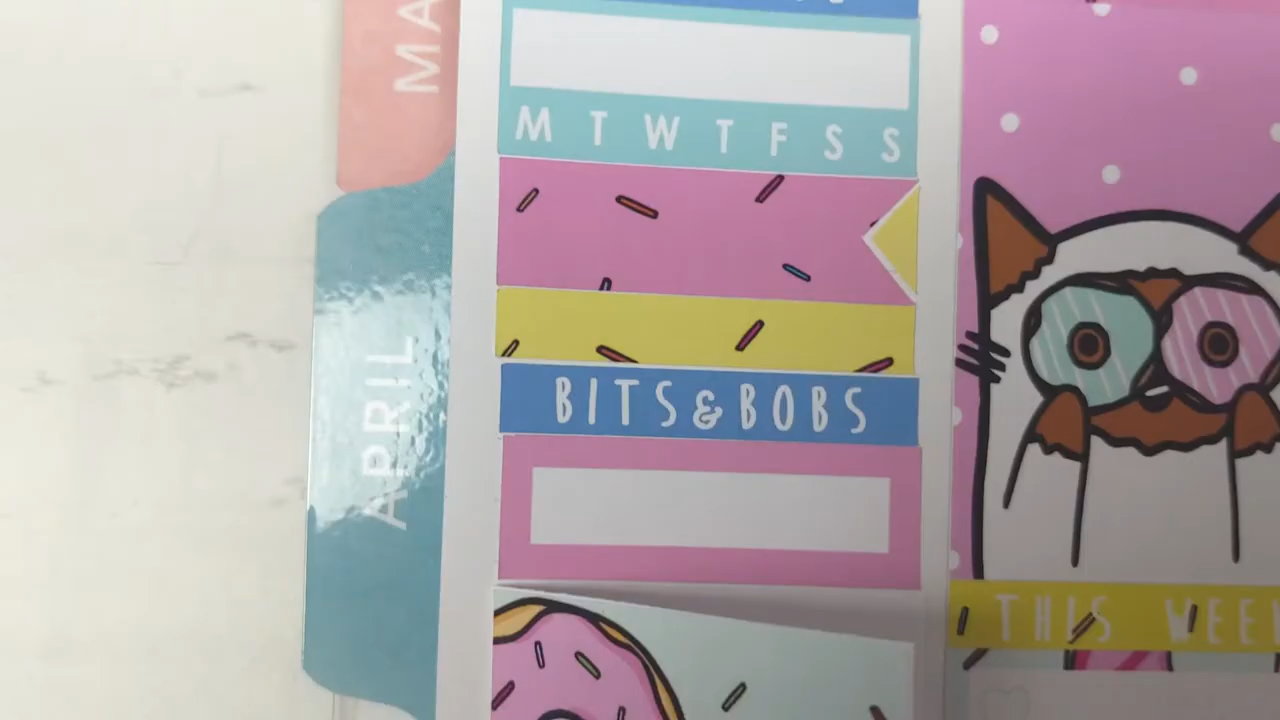 MA
M T W T F S S
APRIL
BITS & BOBS
THIS WEE